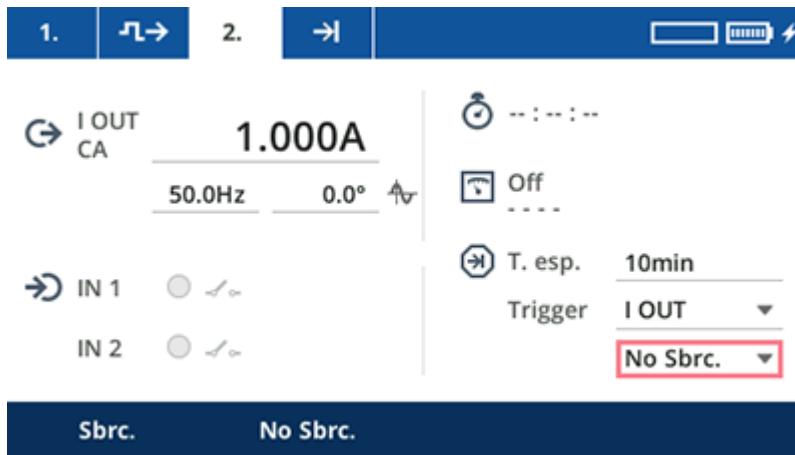 1. 2.
I OUT
CA
1.000A
50.0Hz 0.0°
IN 1
IN 2
-- : -- : --
Off
- - - -
T. esp. 10min
Trigger I OUT
No Sbrc.
Sbrc. No Sbrc.